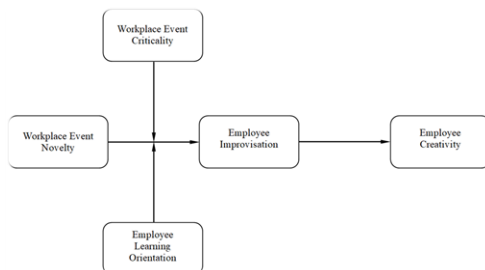 Workplace Event
Criticality
Workplace Event
Novelty
Employee
Improvisation
Employee
Creativity
Employee
Learning
Orientation